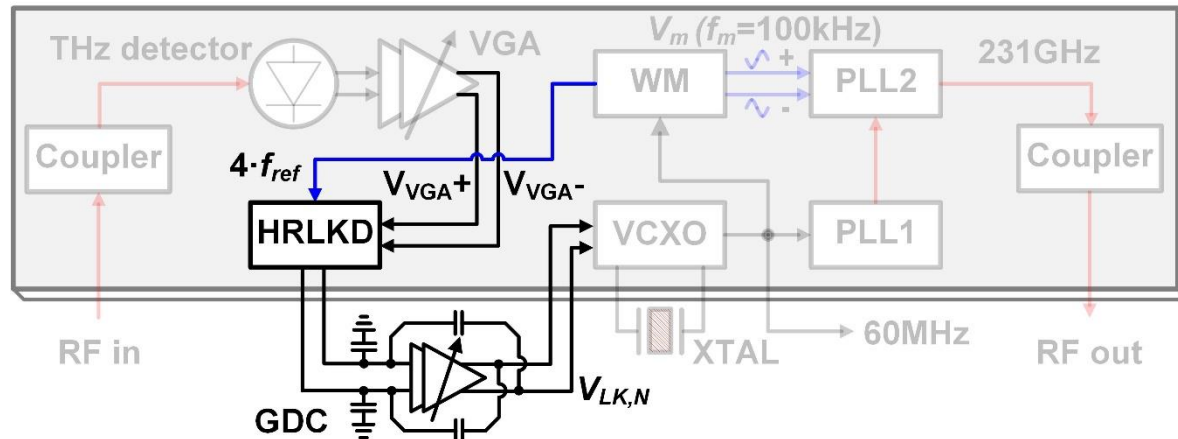 THz detector
VGA
Vm (fm=100kHz)
231GHz
WM
+
-
PLL2
Coupler
Coupler
4·fref
VVGA+
VVGA-
HRLKD
VCXO
PLL1
RF in
XTAL
60MHz
RF out
VLK,N
GDC